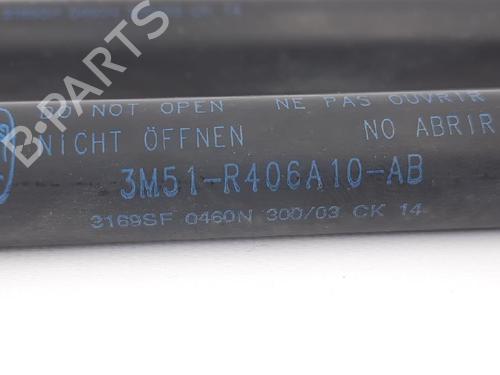 DO NOT OPEN NE PAS OUVRIR
NICHT ÖFFNEN NO ABRIR
3M51-R406A10-AB
3169SF 0460N 300/03 CK 14
B-PARTS